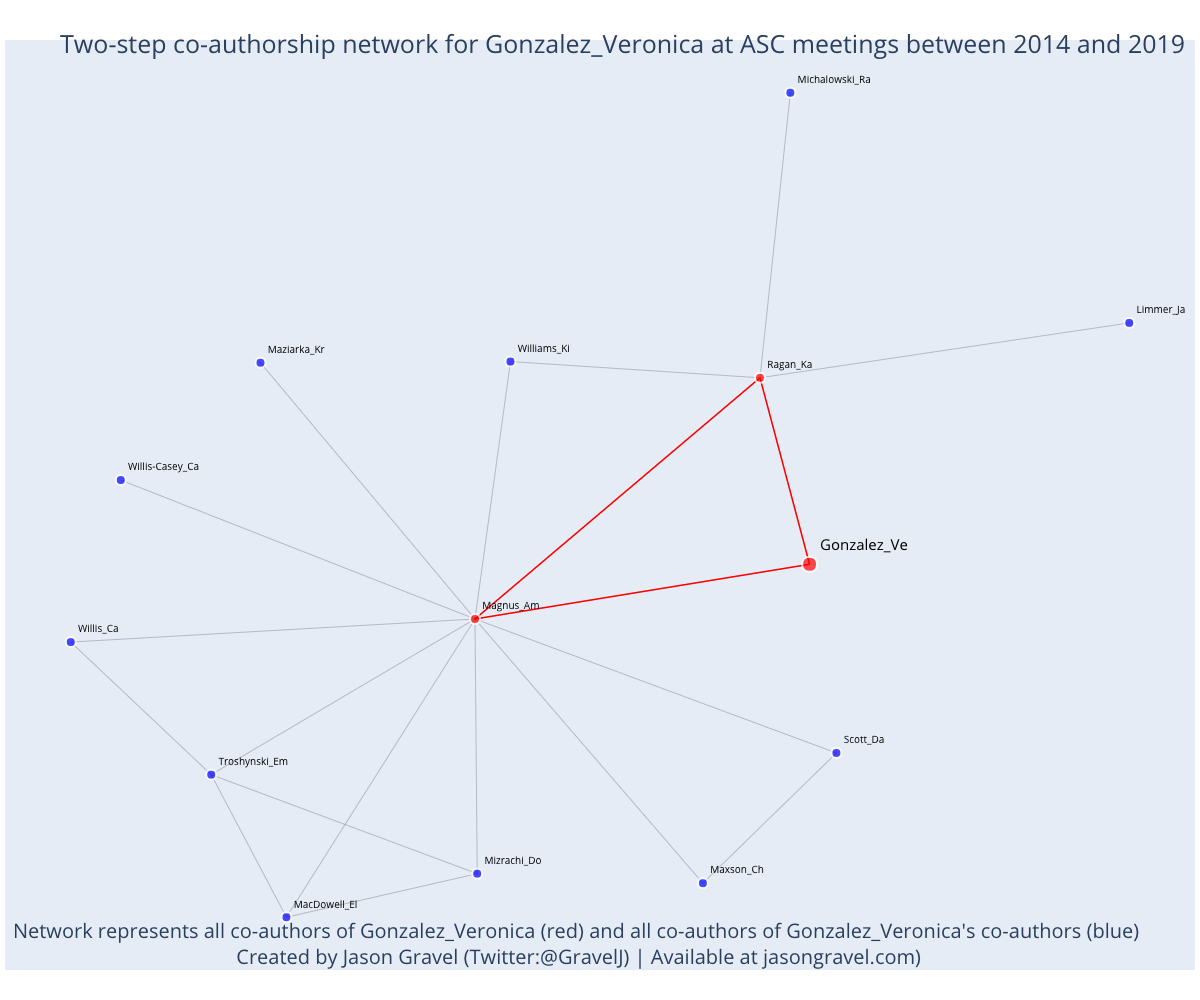 Two-step co-authorship network for Gonzalez_Veronica at ASC meetings between 2014 and 2019
Michalowski_Ra
Limmer_Ja
Maziarka_Kr
Williams_Ki
Ragan_Ka
Willis-Casey_Ca
Gonzalez_Ve
Magnus_Am
Willis_Ca
Scott_Da
Troshynski_Em
Mizrachi_Do
Maxson_Ch
MacDowell_El
Network represents all co-authors of Gonzalez_Veronica (red) and all co-authors of Gonzalez_Veronica's co-authors (blue)
Created by Jason Gravel (Twitter:@GravelJ) | Available at jasongravel.com)